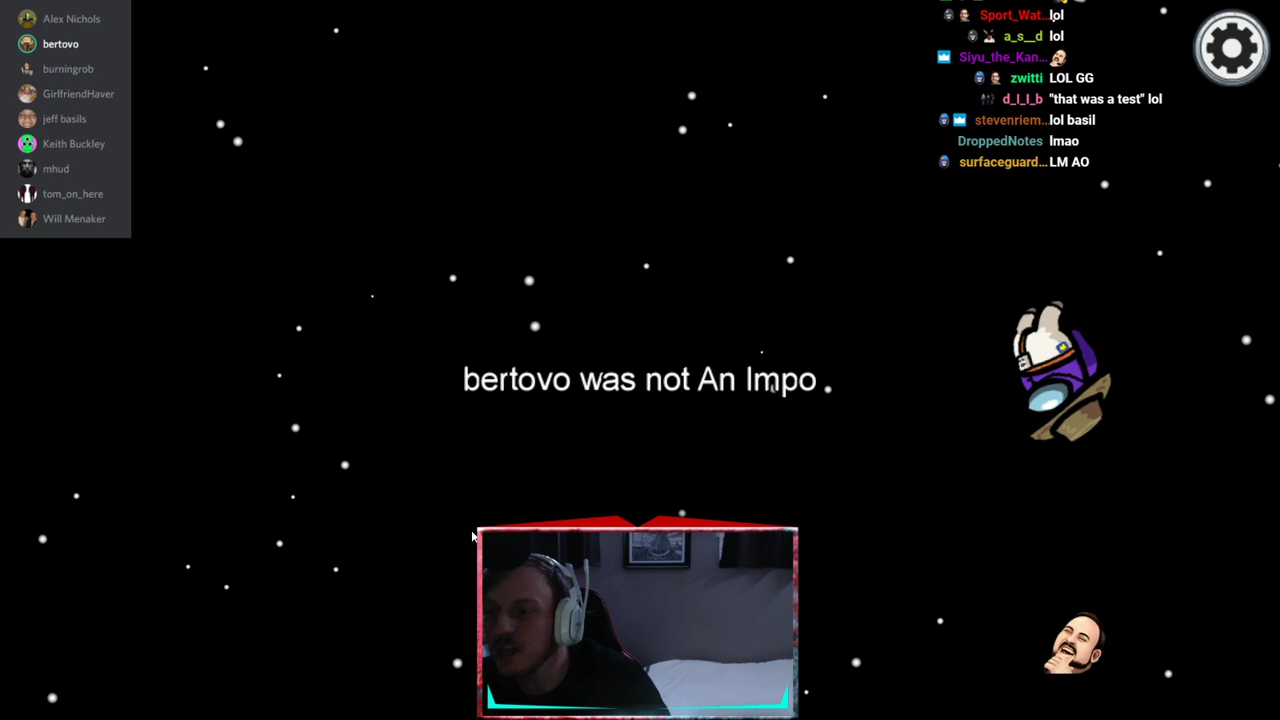 Alex Nichols
bertovo
burningrob
GirlfriendHaver
jeff basils
Keith Buckley
mhud
tom_on_here
Will Menaker
Sport_Wat... lol
a_s__d lol
Siyu_the_Kan...
zwitti LOL GG
d_l_l_b "that was a test" lol
stevenriem... lol basil
DroppedNotes lmao
surfaceguard... LM AO
bertovo was not An Impo